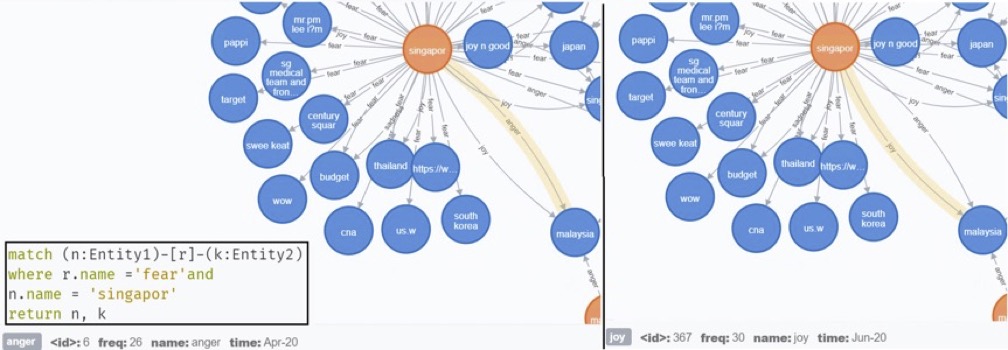 mr.pm
lee i?m
pappi
sg
medical
team and
fron...
target
century
squar
swee keat
wow
budget
thailand
https://w...
cna
us.w
south
korea
singapor
joy n good
japan
malaysia
fear
joy
anger
match (n:Entity1)-[r]-(k:Entity2)
where r.name ='fear'and
n.name = 'singapor'
return n, k
anger <id>: 6 freq: 26 name: anger time: Apr-20
mr.pm
lee i?m
pappi
sg
medical
team and
fron...
target
century
squar
swee keat
wow
budget
thailand
https://w...
cna
us.w
south
korea
singapor
joy n good
japan
malaysia
fear
joy
anger
joy <id>: 367 freq: 30 name: joy time: Jun-20